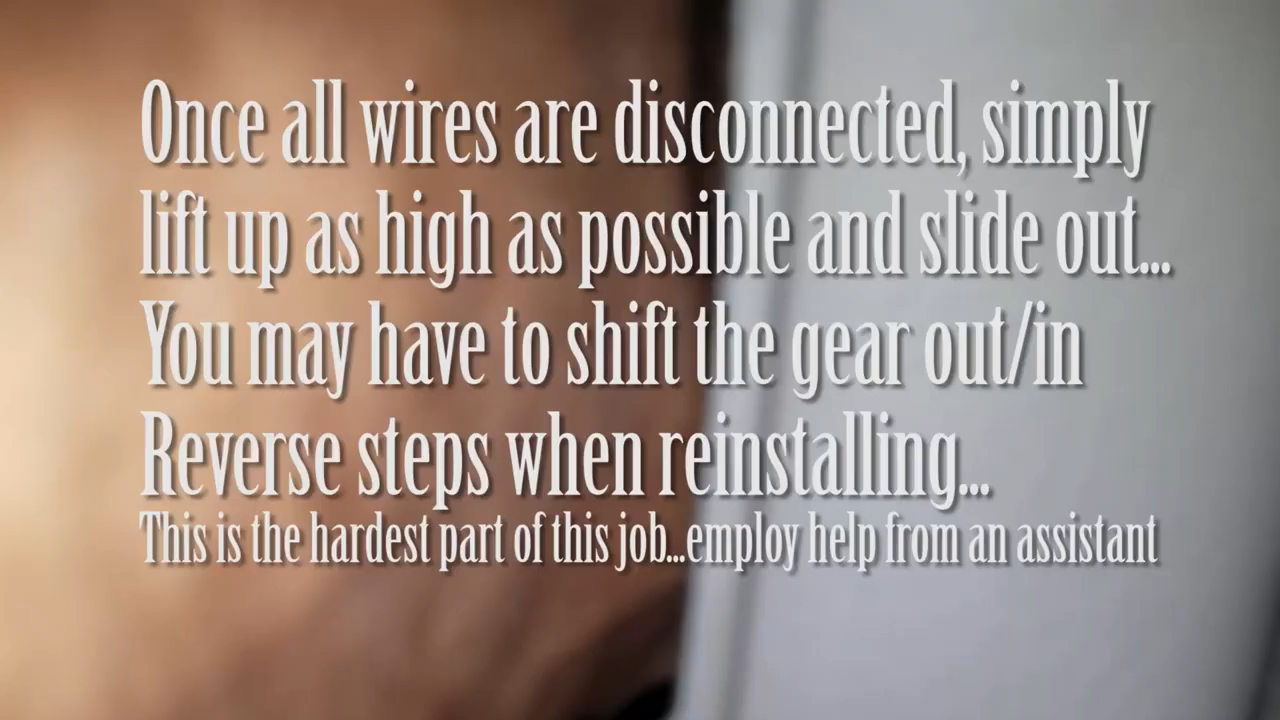 Once all wires are disconnected, simply
lift up as high as possible and slide out...
You may have to shift the gear out/in
Reverse steps when reinstalling...
This is the hardest part of this job...employ help from an assistant